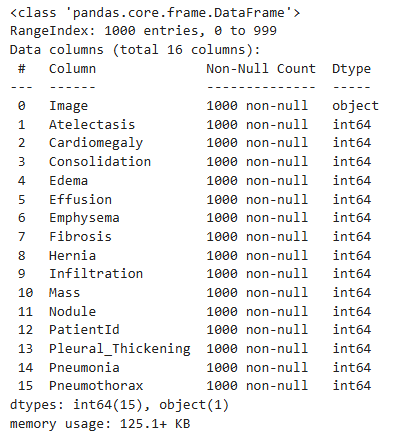 <class 'pandas.core.frame.DataFrame'>
RangeIndex: 1000 entries, 0 to 999
Data columns (total 16 columns):
 #   Column              Non-Null Count  Dtype
---  ------              --------------  -----
 0   Image               1000 non-null   object
 1   Atelectasis         1000 non-null   int64
 2   Cardiomegaly        1000 non-null   int64
 3   Consolidation       1000 non-null   int64
 4   Edema               1000 non-null   int64
 5   Effusion            1000 non-null   int64
 6   Emphysema           1000 non-null   int64
 7   Fibrosis            1000 non-null   int64
 8   Hernia              1000 non-null   int64
 9   Infiltration        1000 non-null   int64
 10  Mass                1000 non-null   int64
 11  Nodule              1000 non-null   int64
 12  PatientId           1000 non-null   int64
 13  Pleural_Thickening  1000 non-null   int64
 14  Pneumonia           1000 non-null   int64
 15  Pneumothorax        1000 non-null   int64
dtypes: int64(15), object(1)
memory usage: 125.1+ KB